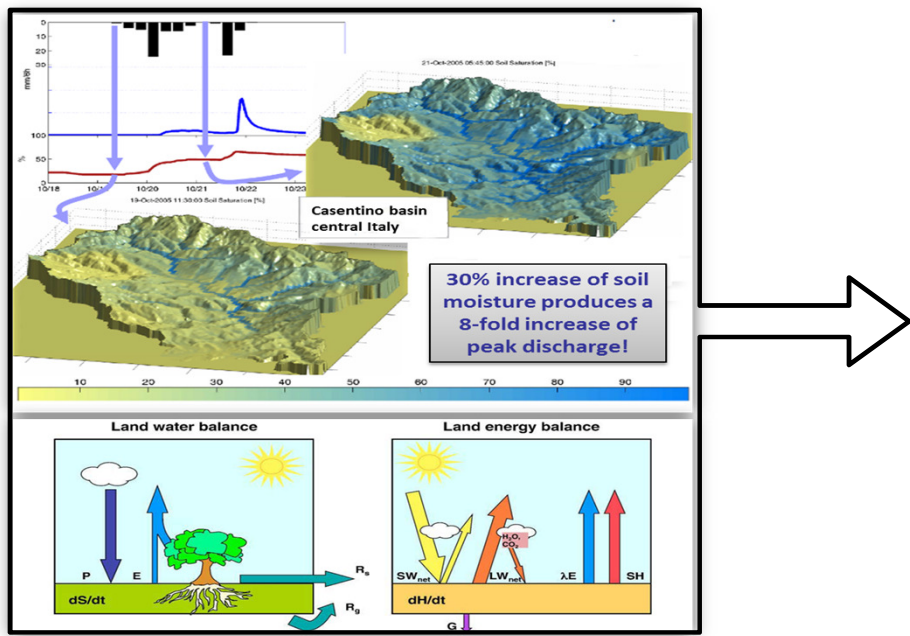 5
10
20
30
mm/6h
100
50
0
%
10/18
10/20
10/21
10/22
10/23
21-Oct-2005 05:45:00 Soil Saturation [%]
19-Oct-2005 11:30:00 Soil Saturation [%]
Casentino basin
central Italy
30% increase of soil
moisture produces a
8-fold increase of
peak discharge!
10 20 30 40 50 60 70 80 90
Land water balance
P E
Rs
dS/dt
Rg
Land energy balance
H₂O,
CO₂
SWnet LWnet λE SH
dH/dt
G